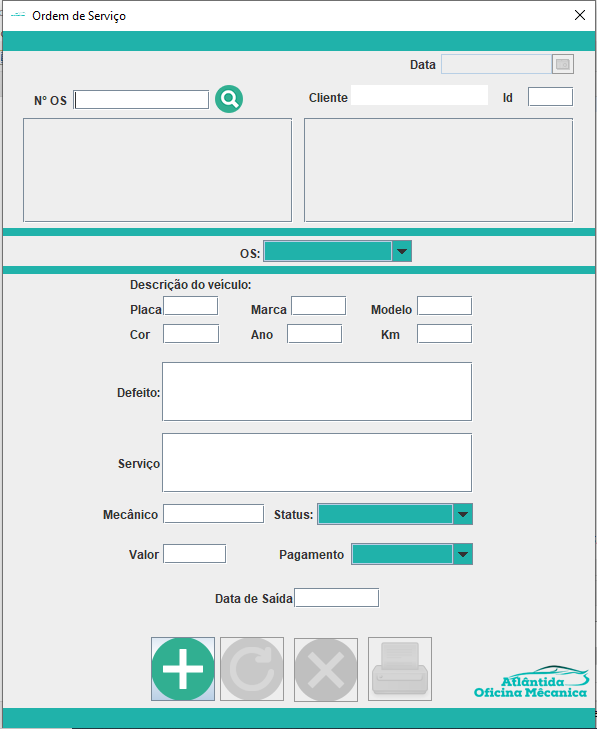 Ordem de Serviço
Data
Nº OS
Cliente
Id
OS:
Descrição do veículo:
Placa
Marca
Modelo
Cor
Ano
Km
Defeito:
Serviço
Mecânico
Status:
Valor
Pagamento
Data de Saída
Atlântida
Oficina Mêcanica